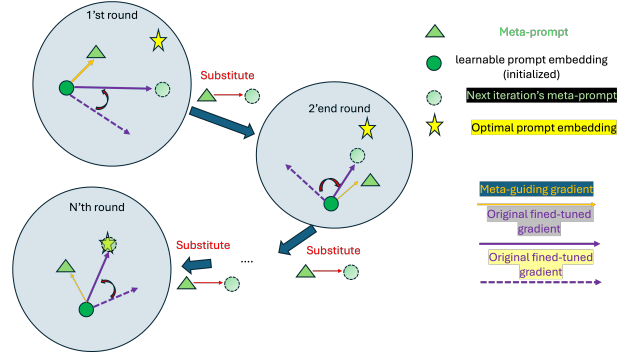 1'st round
Substitute
2'end round
N'th round
Substitute
....
Substitute
Meta-prompt
learnable prompt embedding
(initialized)
Next iteration's meta-prompt
Optimal prompt embedding
Meta-guiding gradient
Original fined-tuned
gradient
Original fined-tuned
gradient